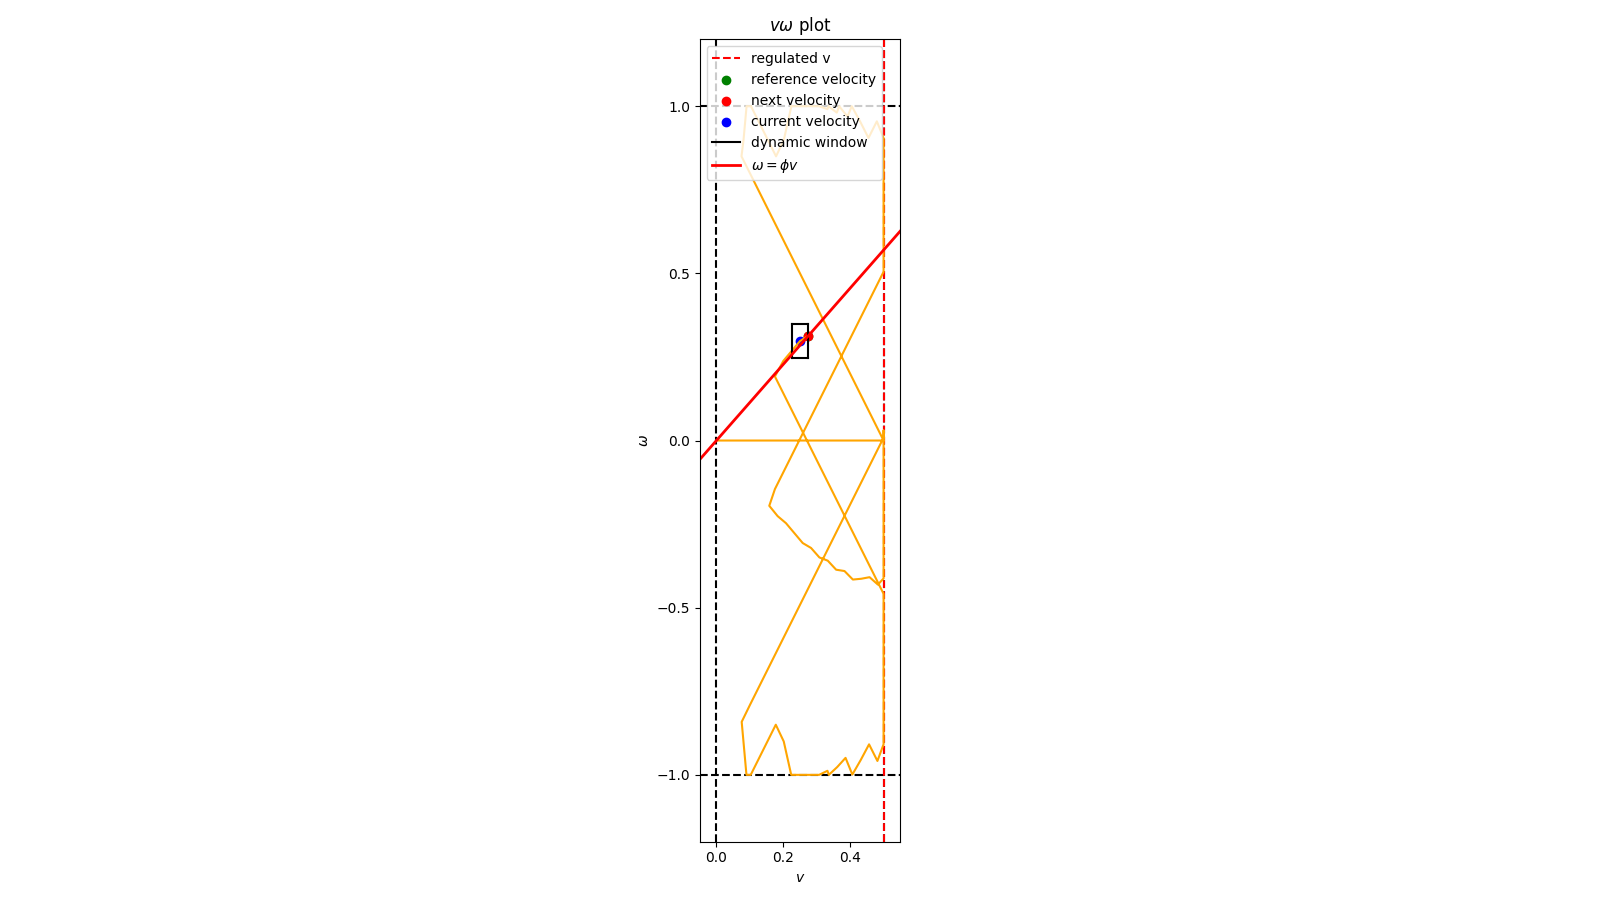 vω plot
regulated v
reference velocity
next velocity
current velocity
dynamic window
ω = ϕv
1.0
0.5
0.0
−0.5
−1.0
ω
0.0 0.2 0.4
v